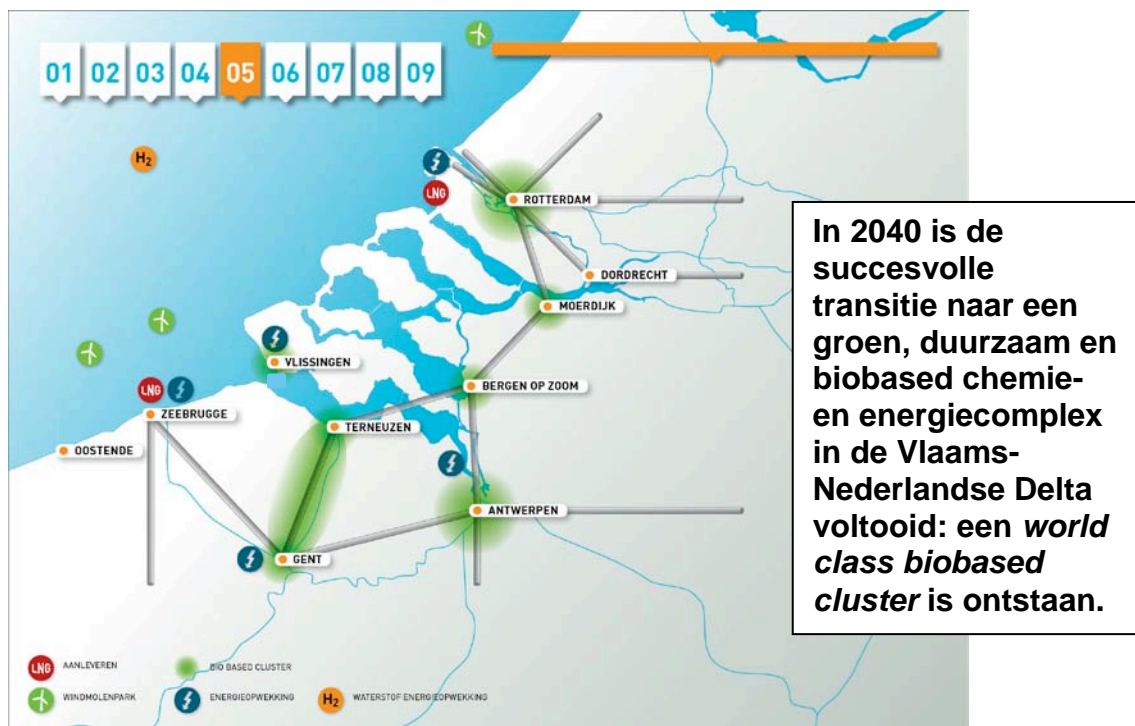 01 02 03 04 05 06 07 08 09
H2
LNG
ROTTERDAM
DORDRECHT
MOERDIJK
VLISSINGEN
BERGEN OP ZOOM
LNG
ZEEBRUGGE
TERNEUZEN
OOSTENDE
ANTWERPEN
GENT
In 2040 is de
succesvolle
transitie naar een
groen, duurzaam en
biobased chemie-
en energiecomplex
in de Vlaams-
Nederlandse Delta
voltooid: een world
class biobased
cluster is ontstaan.
LNG AANLEVEREN
BIO BASED CLUSTER
WINDMOLENPARK
ENERGIEOPWEKKING
H2 WATERSTOF ENERGIEOPWEKKING